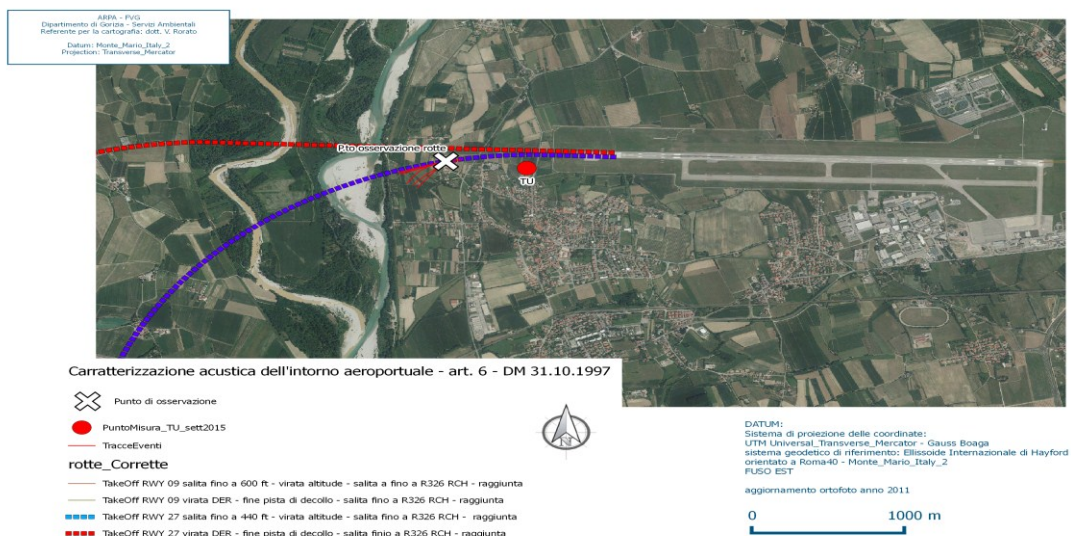 ARPA - FVG
Dipartimento di Gorizia - Servizi Ambientali
Referente per la cartografia: dott. V. Rorato
Datum: Monte_Mario_Italy_2
Projection: Transverse_Mercator
P.to osservazione rotte
TU
Carratterizzazione acustica dell'intorno aeroportuale - art. 6 - DM 31.10.1997
Punto di osservazione
PuntoMisura_TU_sett2015
TracceEventi
rotte_Corrette
TakeOff RWY 09 salita fino a 600 ft - virata altitude - salita a fino a R326 RCH - raggiunta
TakeOff RWY 09 virata DER - fine pista di decollo - salita fino a R326 RCH - raggiunta
TakeOff RWY 27 salita fino a 440 ft - virata altitude - salita fino a R326 RCH - raggiunta
TakeOff RWY 27 virata DER - fine pista di decollo - salita finio a R326 RCH - raggiunta
N
DATUM:
Sistema di proiezione delle coordinate:
UTM Universal_Transverse_Mercator - Gauss Boaga
sistema geodetico di riferimento: Ellissoide Internazionale di Hayford
orientato a Roma40 - Monte_Mario_Italy_2
FUSO EST
aggiornamento ortofoto anno 2011
0 1000 m